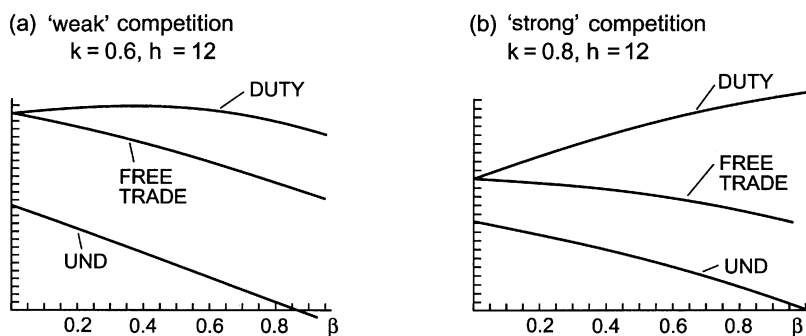 (a) 'weak' competition
k = 0.6, h = 12
DUTY
FREE
TRADE
UND
0.2 0.4 0.6 0.8 β
(b) 'strong' competition
k = 0.8, h = 12
DUTY
FREE
TRADE
UND
0.2 0.4 0.6 0.8 β